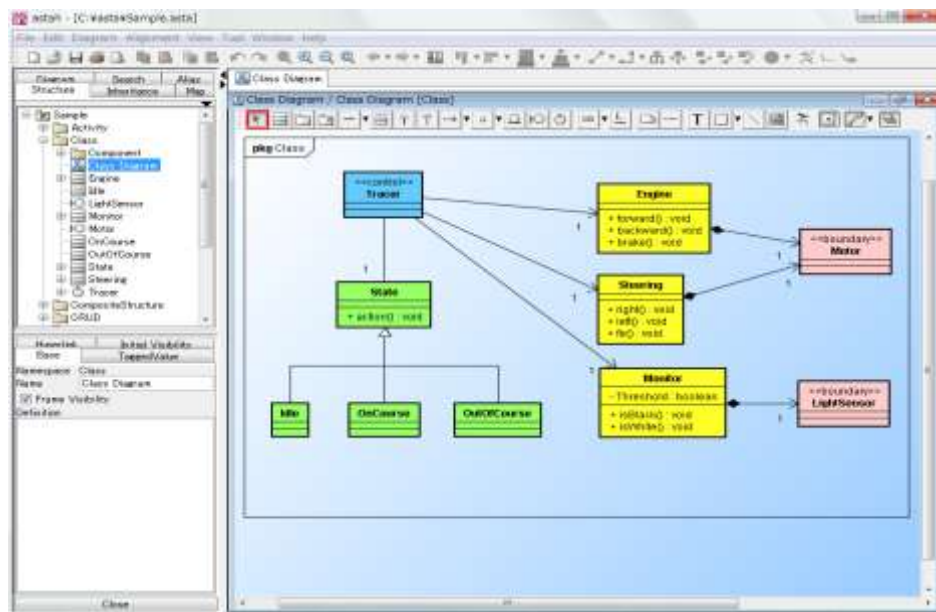 astah - [C:¥asta¥Sample.asta]
File Edit Diagram Alignment View Tool Window Help
Diagram Search Alias
Structure Inheritance Map
Sample
Activity
Class
Component
Class Diagram
Engine
Idle
LightSensor
Monitor
Motor
OnCourse
OutOfCourse
State
Steering
Tracer
CompositeStructure
CRUD
Hyperlink Initial Visibility
Base TaggedValue
Namespace Class
Name Class Diagram
Frame Visibility
Definition
Close
Class Diagram
Class Diagram / Class Diagram [Class]
T
pkg Class
<<control>>
Tracer
Engine
+ forward() : void
+ backward() : void
+ brake() : void
1
1
<<boundary>>
Motor
1
1
State
+ action() : void
1
Steering
+ right() : void
+ left() : void
+ fix() : void
1
Monitor
- Threshold : boolean
+ isBlack() : void
+ isWhite() : void
<<boundary>>
LightSensor
1
Idle
OnCourse
OutOfCourse